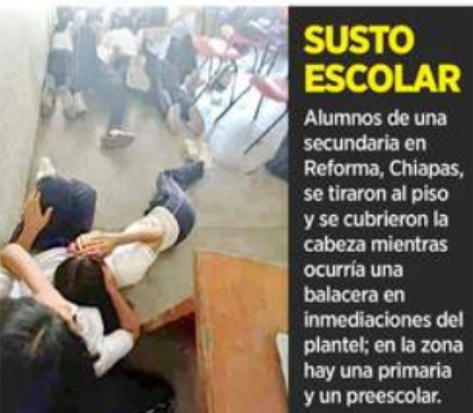 SUSTO
ESCOLAR
Alumnos de una
secundaria en
Reforma, Chiapas,
se tiraron al piso
y se cubrieron la
cabeza mientras
ocurría una
balacera en
inmediaciones del
plantel; en la zona
hay una primaria
y un preescolar.